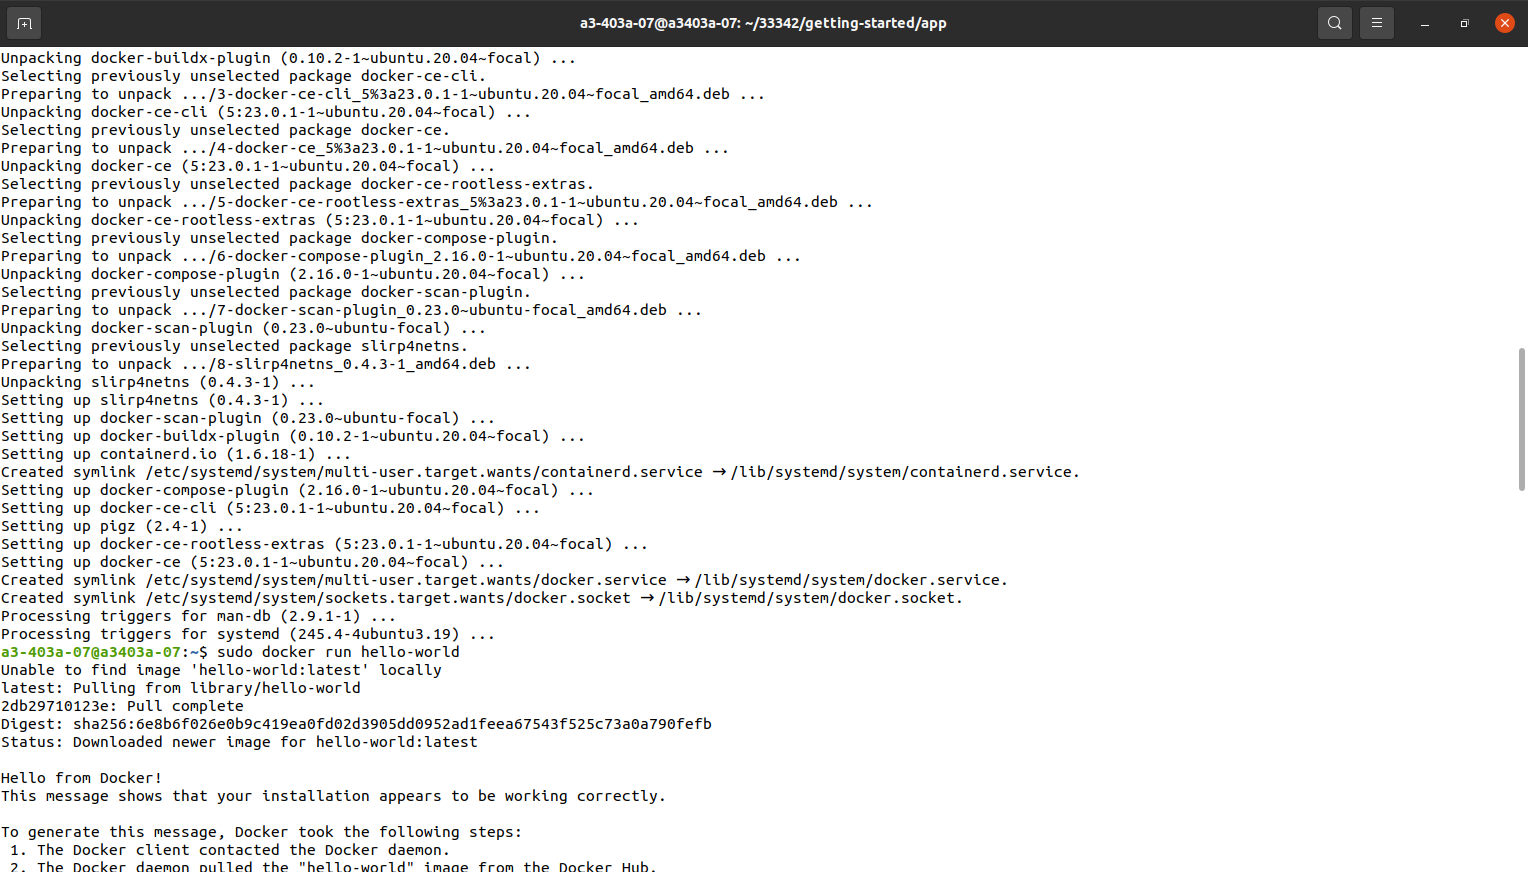 a3-403a-07@a3403a-07: ~/33342/getting-started/app
Unpacking docker-buildx-plugin (0.10.2-1~ubuntu.20.04~focal) ...
Selecting previously unselected package docker-ce-cli.
Preparing to unpack .../3-docker-ce-cli_5%3a23.0.1-1~ubuntu.20.04~focal_amd64.deb ...
Unpacking docker-ce-cli (5:23.0.1-1~ubuntu.20.04~focal) ...
Selecting previously unselected package docker-ce.
Preparing to unpack .../4-docker-ce_5%3a23.0.1-1~ubuntu.20.04~focal_amd64.deb ...
Unpacking docker-ce (5:23.0.1-1~ubuntu.20.04~focal) ...
Selecting previously unselected package docker-ce-rootless-extras.
Preparing to unpack .../5-docker-ce-rootless-extras_5%3a23.0.1-1~ubuntu.20.04~focal_amd64.deb ...
Unpacking docker-ce-rootless-extras (5:23.0.1-1~ubuntu.20.04~focal) ...
Selecting previously unselected package docker-compose-plugin.
Preparing to unpack .../6-docker-compose-plugin_2.16.0-1~ubuntu.20.04~focal_amd64.deb ...
Unpacking docker-compose-plugin (2.16.0-1~ubuntu.20.04~focal) ...
Selecting previously unselected package docker-scan-plugin.
Preparing to unpack .../7-docker-scan-plugin_0.23.0~ubuntu-focal_amd64.deb ...
Unpacking docker-scan-plugin (0.23.0~ubuntu-focal) ...
Selecting previously unselected package slirp4netns.
Preparing to unpack .../8-slirp4netns_0.4.3-1_amd64.deb ...
Unpacking slirp4netns (0.4.3-1) ...
Setting up slirp4netns (0.4.3-1) ...
Setting up docker-scan-plugin (0.23.0~ubuntu-focal) ...
Setting up docker-buildx-plugin (0.10.2-1~ubuntu.20.04~focal) ...
Setting up containerd.io (1.6.18-1) ...
Created symlink /etc/systemd/system/multi-user.target.wants/containerd.service → /lib/systemd/system/containerd.service.
Setting up docker-compose-plugin (2.16.0-1~ubuntu.20.04~focal) ...
Setting up docker-ce-cli (5:23.0.1-1~ubuntu.20.04~focal) ...
Setting up pigz (2.4-1) ...
Setting up docker-ce-rootless-extras (5:23.0.1-1~ubuntu.20.04~focal) ...
Setting up docker-ce (5:23.0.1-1~ubuntu.20.04~focal) ...
Created symlink /etc/systemd/system/multi-user.target.wants/docker.service → /lib/systemd/system/docker.service.
Created symlink /etc/systemd/system/sockets.target.wants/docker.socket → /lib/systemd/system/docker.socket.
Processing triggers for man-db (2.9.1-1) ...
Processing triggers for systemd (245.4-4ubuntu3.19) ...
a3-403a-07@a3403a-07:~$ sudo docker run hello-world
Unable to find image 'hello-world:latest' locally
latest: Pulling from library/hello-world
2db29710123e: Pull complete
Digest: sha256:6e8b6f026e0b9c419ea0fd02d3905dd0952ad1feea67543f525c73a0a790fefb
Status: Downloaded newer image for hello-world:latest
Hello from Docker!
This message shows that your installation appears to be working correctly.
To generate this message, Docker took the following steps:
1. The Docker client contacted the Docker daemon.
2. The Docker daemon pulled the "hello-world" image from the Docker Hub.